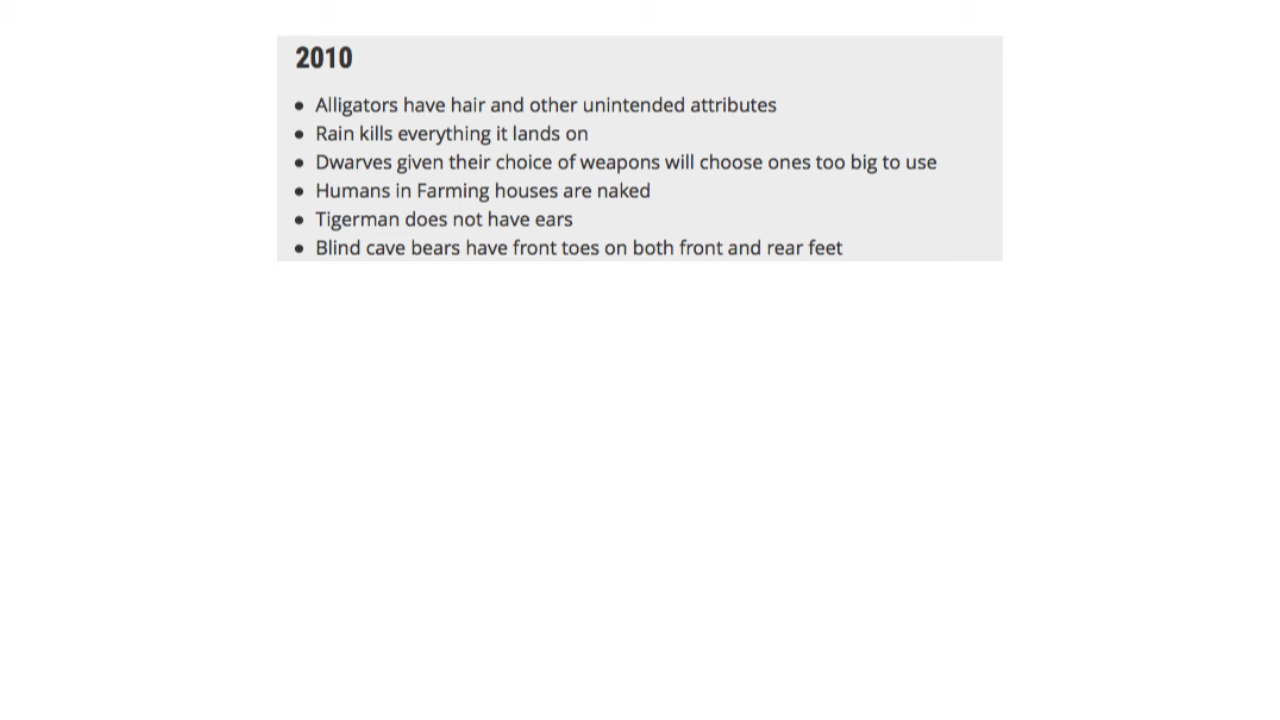 2010
• Alligators have hair and other unintended attributes
• Rain kills everything it lands on
• Dwarves given their choice of weapons will choose ones too big to use
• Humans in Farming houses are naked
• Tigerman does not have ears
• Blind cave bears have front toes on both front and rear feet